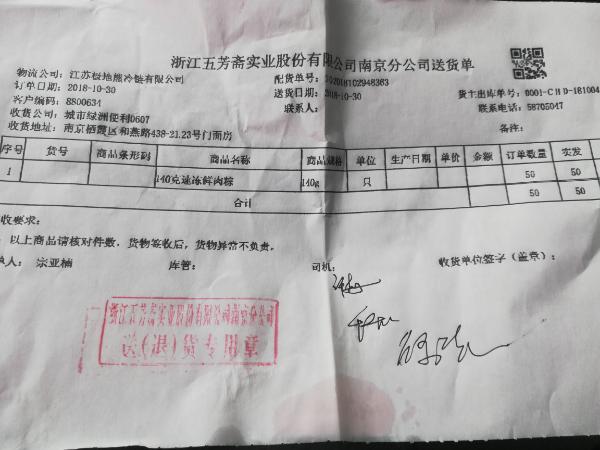 浙江五芳斋实业股份有限公司南京分公司送货单
物流公司：江苏极地熊冷链有限公司
配货单号：
订单日期：2018-10-30
送货日期：2018-10-30
货主出库单号：0001-CHD-181004
客户编码：8800634
联系人：
联系电话：58705047
收货公司：城市绿洲便利0607
收货地址：南京栖霞区和燕路438-21.23号门面房
备注：
序号 货号 商品条形码 商品名称 商品规格 单位 生产日期 单价 金额 订单数量 实发
1 140克速冻鲜肉粽 140g 只 50 50
合计 50 50
收要求：
以上商品请核对件数，货物签收后，货物异常不负责。
单人：宗亚楠 库管： 司机： 收货单位签字（盖章）：
浙江五芳斋实业股份有限公司南京分公司
货专用章